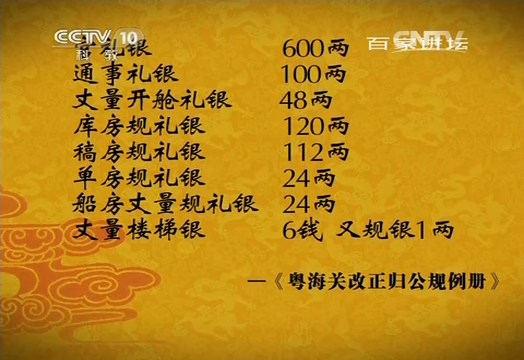 CCTV 10
科教
CNTV
百家讲坛
礼银 600两
通事礼银 100两
丈量开舱礼银 48两
库房规礼银 120两
稿房规礼银 112两
单房规礼银 24两
船房丈量规礼银 24两
丈量楼梯银 6钱 又规银1两
—《粤海关改正归公规例册》